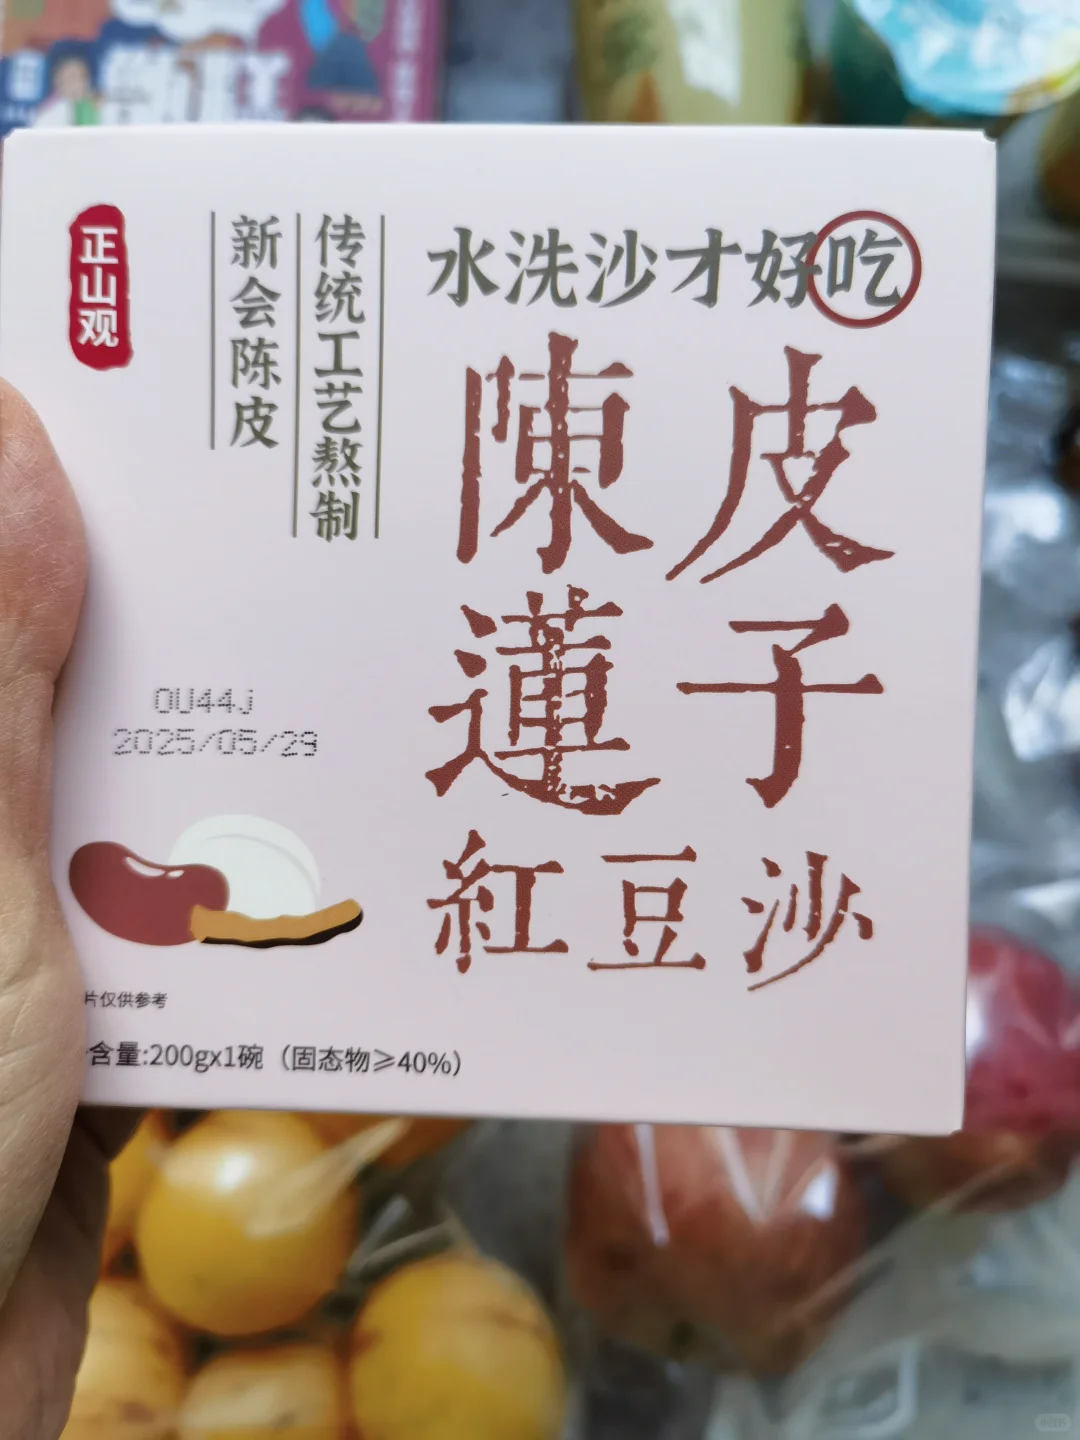 正山观
新会陈皮
传统工艺熬制
水洗沙才好吃
陳皮
蓮子
紅豆沙
OU44j
2025/05/29
片仅供参考
含量:200gx1碗（固态物≥40%）